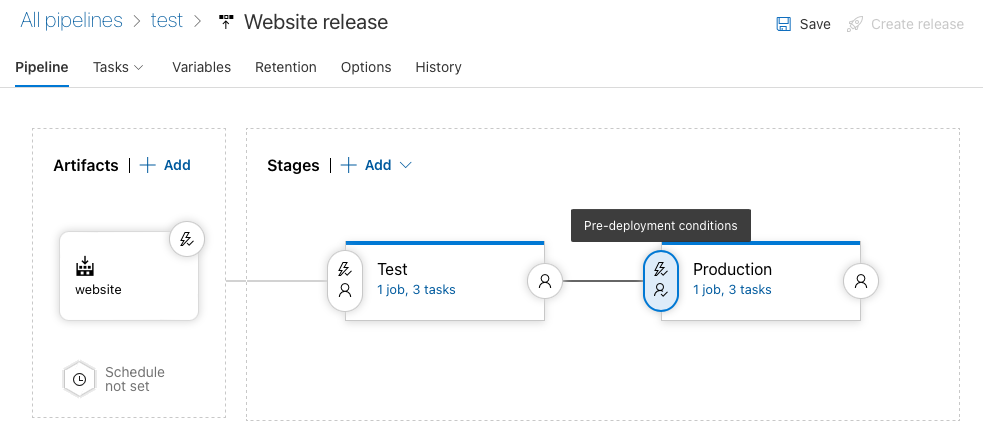 All pipelines > test > Website release
Save
Create release
Pipeline
Tasks
Variables
Retention
Options
History
Artifacts | + Add
Stages | + Add
Pre-deployment conditions
website
Test
1 job, 3 tasks
Production
1 job, 3 tasks
Schedule
not set